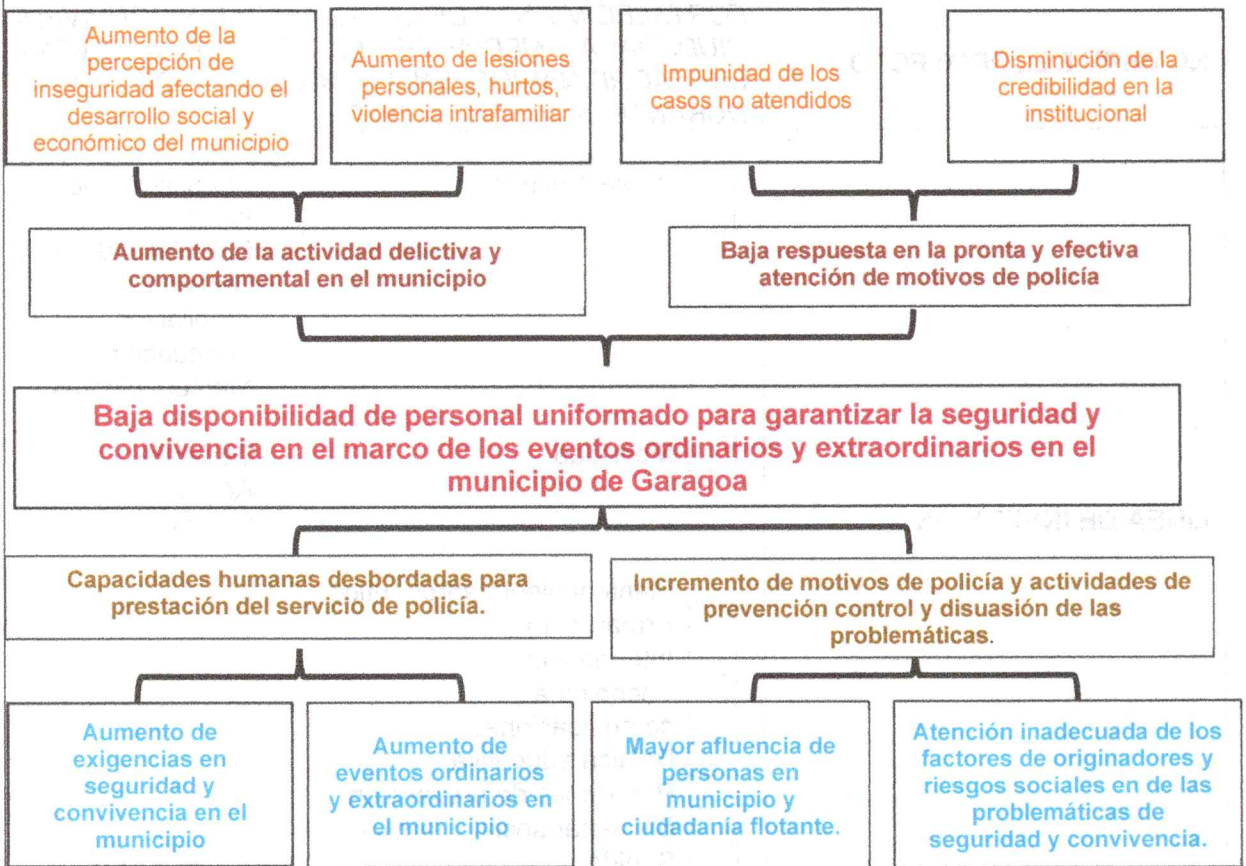 Aumento de la
percepción de
inseguridad afectando el
desarrollo social y
económico del municipio
Aumento de lesiones
personales, hurtos,
violencia intrafamiliar
Impunidad de los
casos no atendidos
Disminución de la
credibilidad en la
institucional
Aumento de la actividad delictiva y
comportamental en el municipio
Baja respuesta en la pronta y efectiva
atención de motivos de policía
Baja disponibilidad de personal uniformado para garantizar la seguridad y
convivencia en el marco de los eventos ordinarios y extraordinarios en el
municipio de Garagoa
Capacidades humanas desbordadas para
prestación del servicio de policía.
Incremento de motivos de policía y actividades de
prevención control y disuasión de las
problemáticas.
Aumento de
exigencias en
seguridad y
convivencia en el
municipio
Aumento de
eventos ordinarios
y extraordinarios en
el municipio
Mayor afluencia de
personas en
municipio y
ciudadanía flotante.
Atención inadecuada de los
factores de originadores y
riesgos sociales en de las
problemáticas de
seguridad y convivencia.